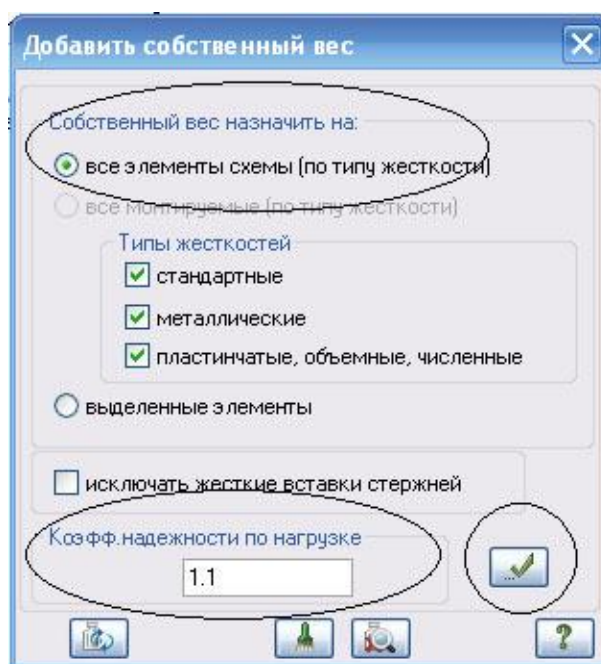 Добавить собственный вес
Собственный вес назначить на:
все элементы схемы (по типу жесткости)
все монтируемые (по типу жесткости)
Типы жесткостей
стандартные
металлические
пластинчатые, объемные, численные
выделенные элементы
исключать жесткие вставки стержней
Коэфф.надежности по нагрузке
1.1
?